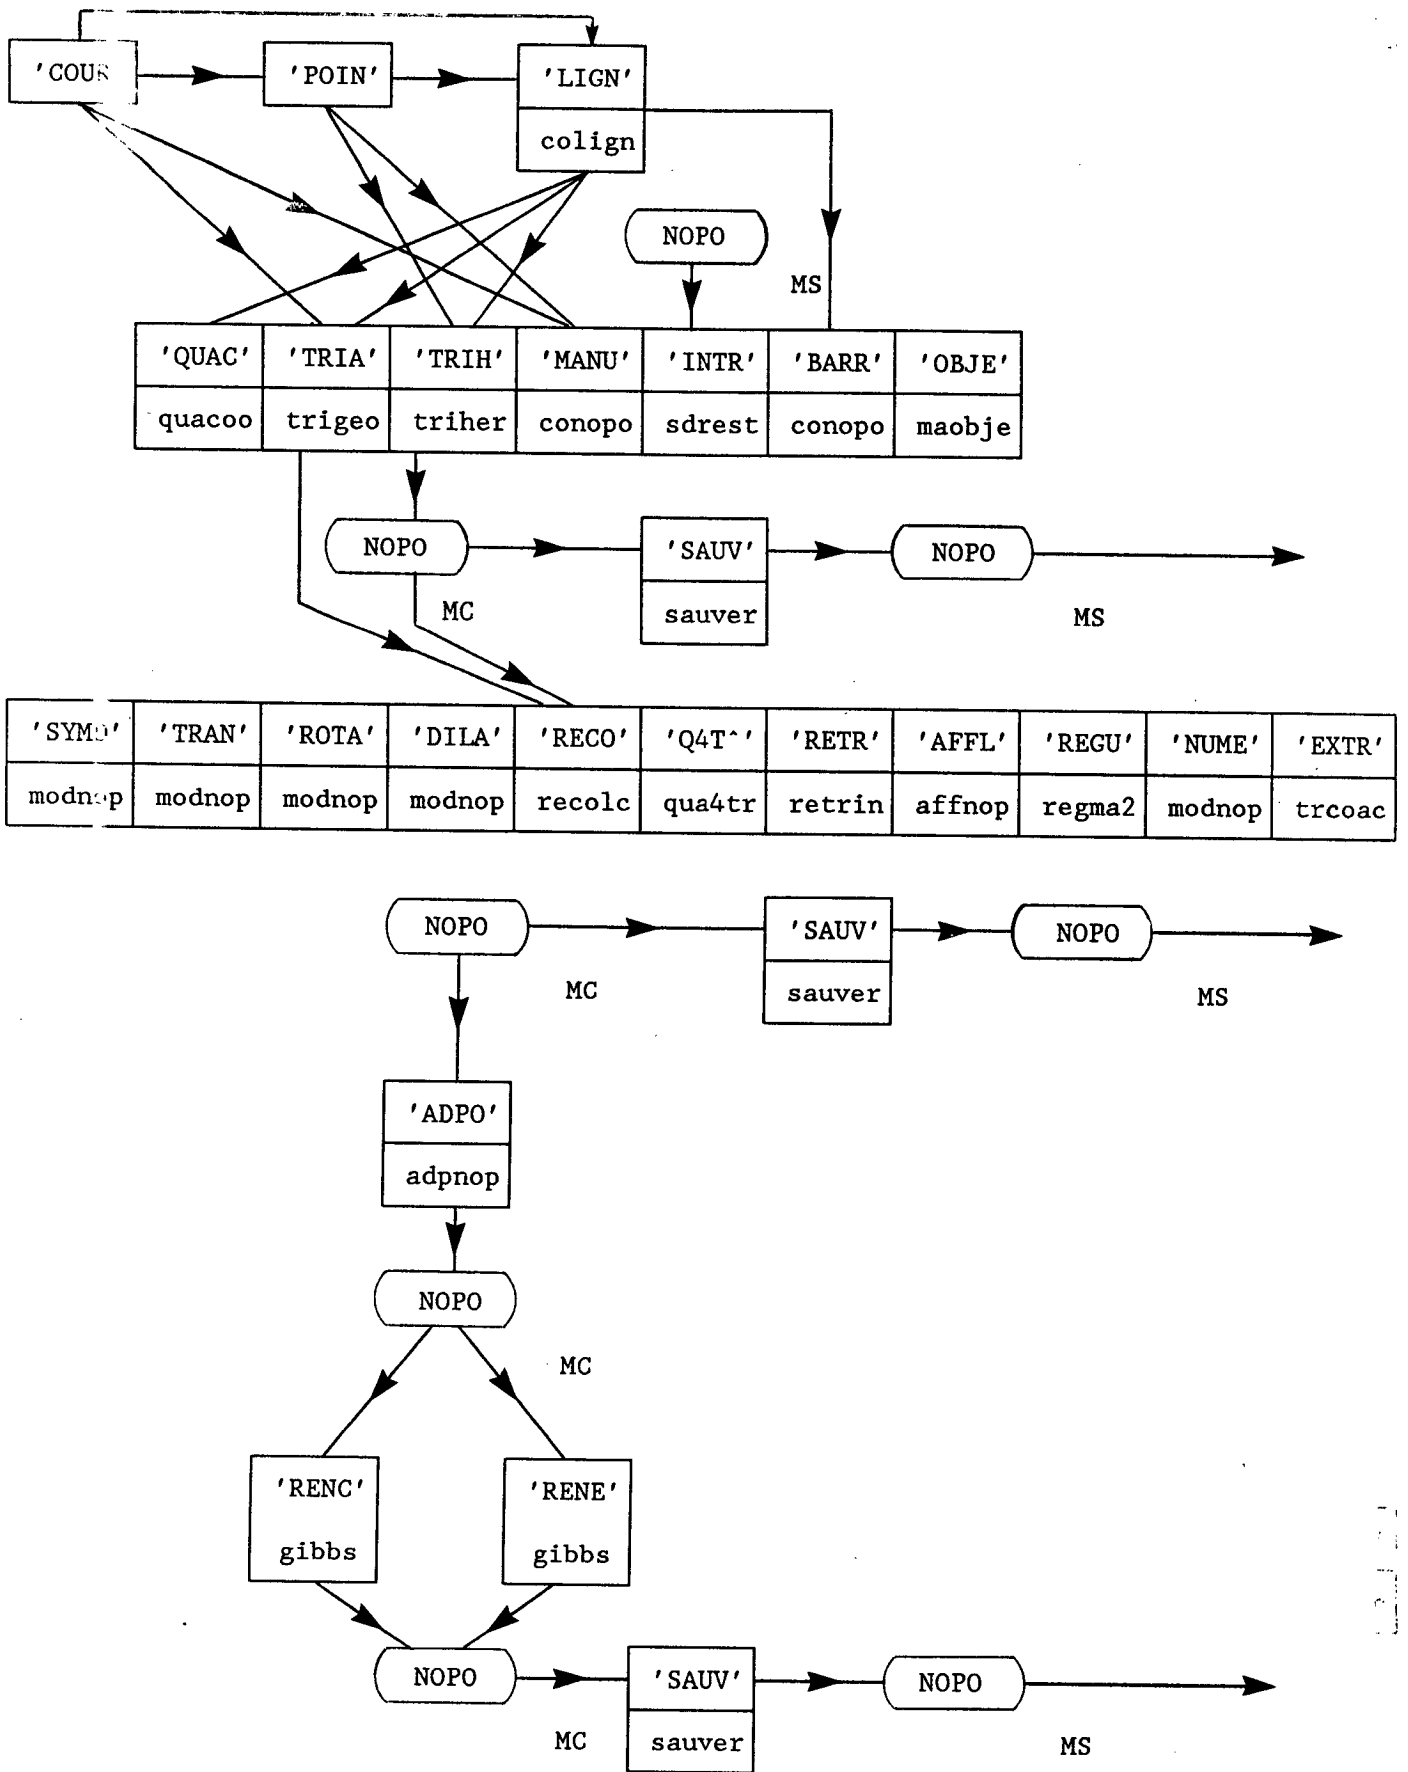 'COUR 'POIN' 'LIGN'
colign
NOPO
MS
'QUAC' 'TRIA' 'TRIH' 'MANU' 'INTR' 'BARR' 'OBJE'
quacoo trigeo triher conopo sdrest conopo maobje
NOPO 'SAUV' NOPO
MC sauver MS
'TRAN' 'ROTA' 'DILA' 'RECO' 'RETR' 'AFFL' 'REGU' 'NUME' 'EXTR'
modnop modnop modnop modnop recolc qua4tr retrin affnop regma2 modnop trcoac
NOPO 'SAUV' NOPO
MC sauver MS
'ADPO'
adpnop
NOPO
MC
'RENC' 'RENE'
gibbs gibbs
NOPO 'SAUV' NOPO
MC sauver MS